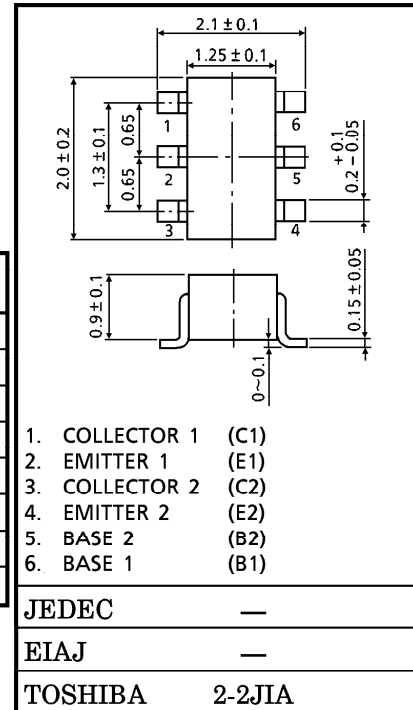 2.1±0.1
1.25±0.1
2.0±0.2
1.3±0.1
0.65
0.65
1
2
3
6
5
4
+0.1
0.2-0.05
0.9±0.1
0.15±0.05
0~0.1
1. COLLECTOR 1 (C1)
2. EMITTER 1 (E1)
3. COLLECTOR 2 (C2)
4. EMITTER 2 (E2)
5. BASE 2 (B2)
6. BASE 1 (B1)
JEDEC —
EIAJ —
TOSHIBA 2-2JIA